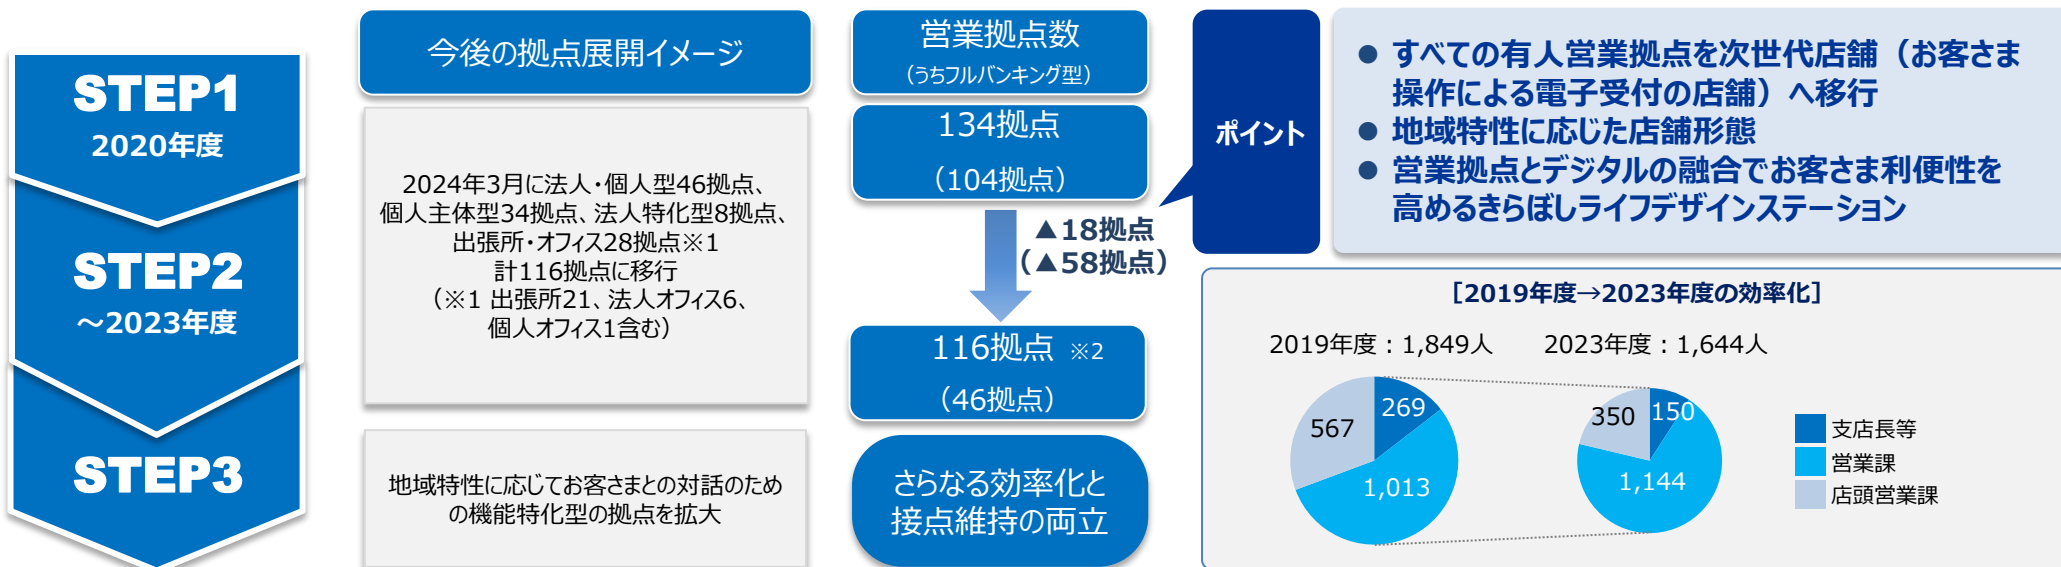 STEP1
2020年度
STEP2
～2023年度
STEP3
今後の拠点展開イメージ
2024年3月に法人・個人型46拠点、
個人主体型34拠点、法人特化型8拠点、
出張所・オフィス28拠点※1
計116拠点に移行
（※1 出張所21、法人オフィス6、
個人オフィス1含む）
地域特性に応じてお客さまとの対話のため
の機能特化型の拠点を拡大
営業拠点数
（うちフルバンキング型）
134拠点
（104拠点）
▲18拠点
（▲58拠点）
116拠点 ※2
（46拠点）
さらなる効率化と
接点維持の両立
ポイント
● すべての有人営業拠点を次世代店舗（お客さま
操作による電子受付の店舗）へ移行
● 地域特性に応じた店舗形態
● 営業拠点とデジタルの融合でお客さま利便性を
高めるきらぼしライフデザインステーション
［2019年度→2023年度の効率化］
2019年度：1,849人 2023年度：1,644人
567
269
1,013
350
150
1,144
支店長等
営業課
店頭営業課